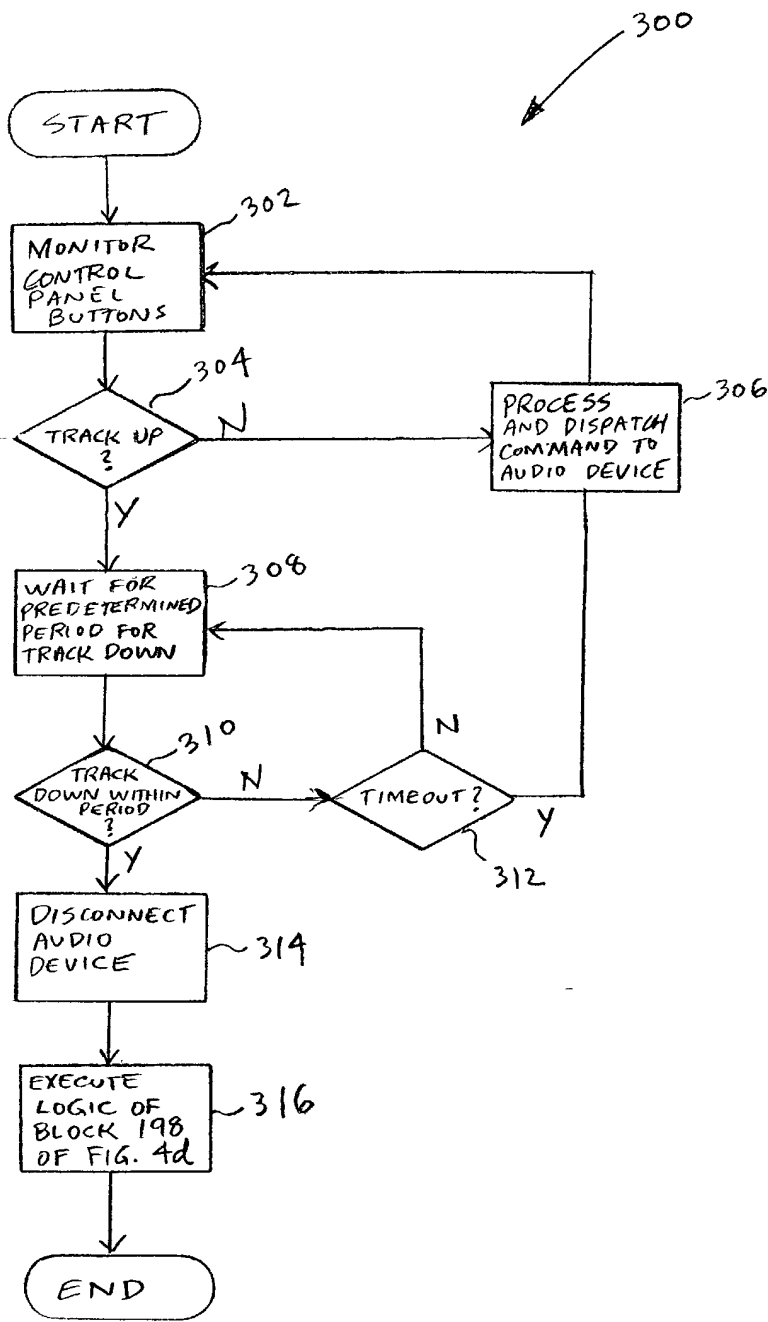 300
START
302
MONITOR
CONTROL
PANEL
BUTTONS
304
TRACK UP
?
N
Y
306
PROCESS
AND DISPATCH
COMMAND TO
AUDIO DEVICE
308
WAIT FOR
PREDETERMINED
PERIOD FOR
TRACK DOWN
310
TRACK
DOWN WITHIN
PERIOD
?
N
Y
TIMEOUT?
N
Y
312
DISCONNECT
AUDIO
DEVICE
314
EXECUTE
LOGIC OF
BLOCK 198
OF FIG. 4d
316
END